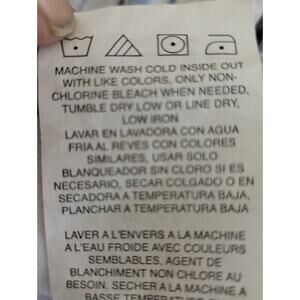 MACHINE WASH COLD INSIDE OUT
WITH LIKE COLORS, ONLY NON-
CHLORINE BLEACH WHEN NEEDED,
TUMBLE DRY LOW OR LINE DRY,
LOW IRON
LAVAR EN LAVADORA CON AGUA
FRIA AL REVES CON COLORES
SIMILARES, USAR SOLO
BLANQUEADOR SIN CLORO SI ES
NECESARIO, SECAR COLGADO O EN
SECADORA A TEMPERATURA BAJA,
PLANCHAR A TEMPERATURA BAJA
LAVER A L'ENVERS A LA MACHINE
A L'EAU FROIDE AVEC COULEURS
SEMBLABLES, AGENT DE
BLANCHIMENT NON CHLORE AU
BESOIN, SECHER A LA MACHINE A
BASSE TEMPERATURE